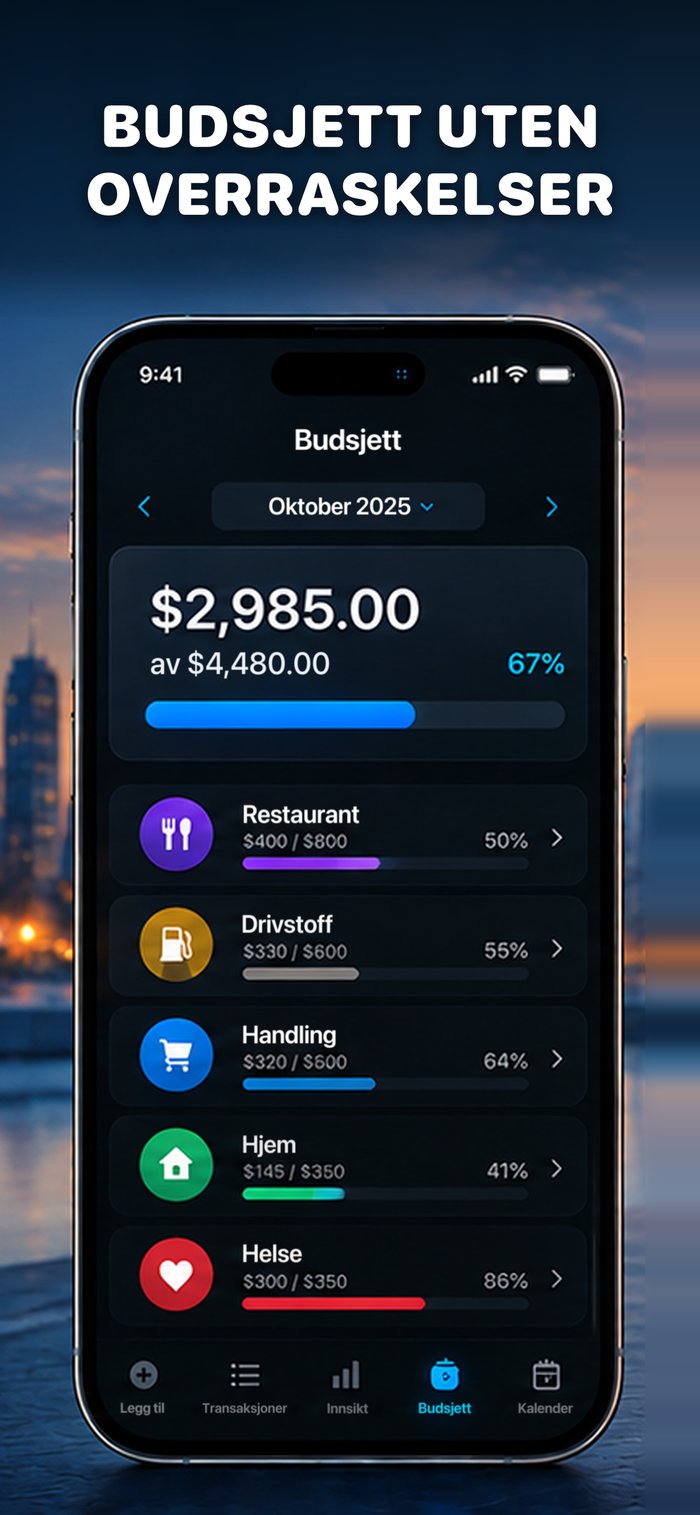 BUDSJETT UTEN
OVERRASKELSER
9:41
Budsjett
Oktober 2025
$2,985.00
av $4,480.00
67%
Restaurant
$400 / $800
50%
Drivstoff
$330 / $600
55%
Handling
$320 / $600
64%
Hjem
$145 / $350
41%
Helse
$300 / $350
86%
Legg til
Transaksjoner
Innsikt
Budsjett
Kalender